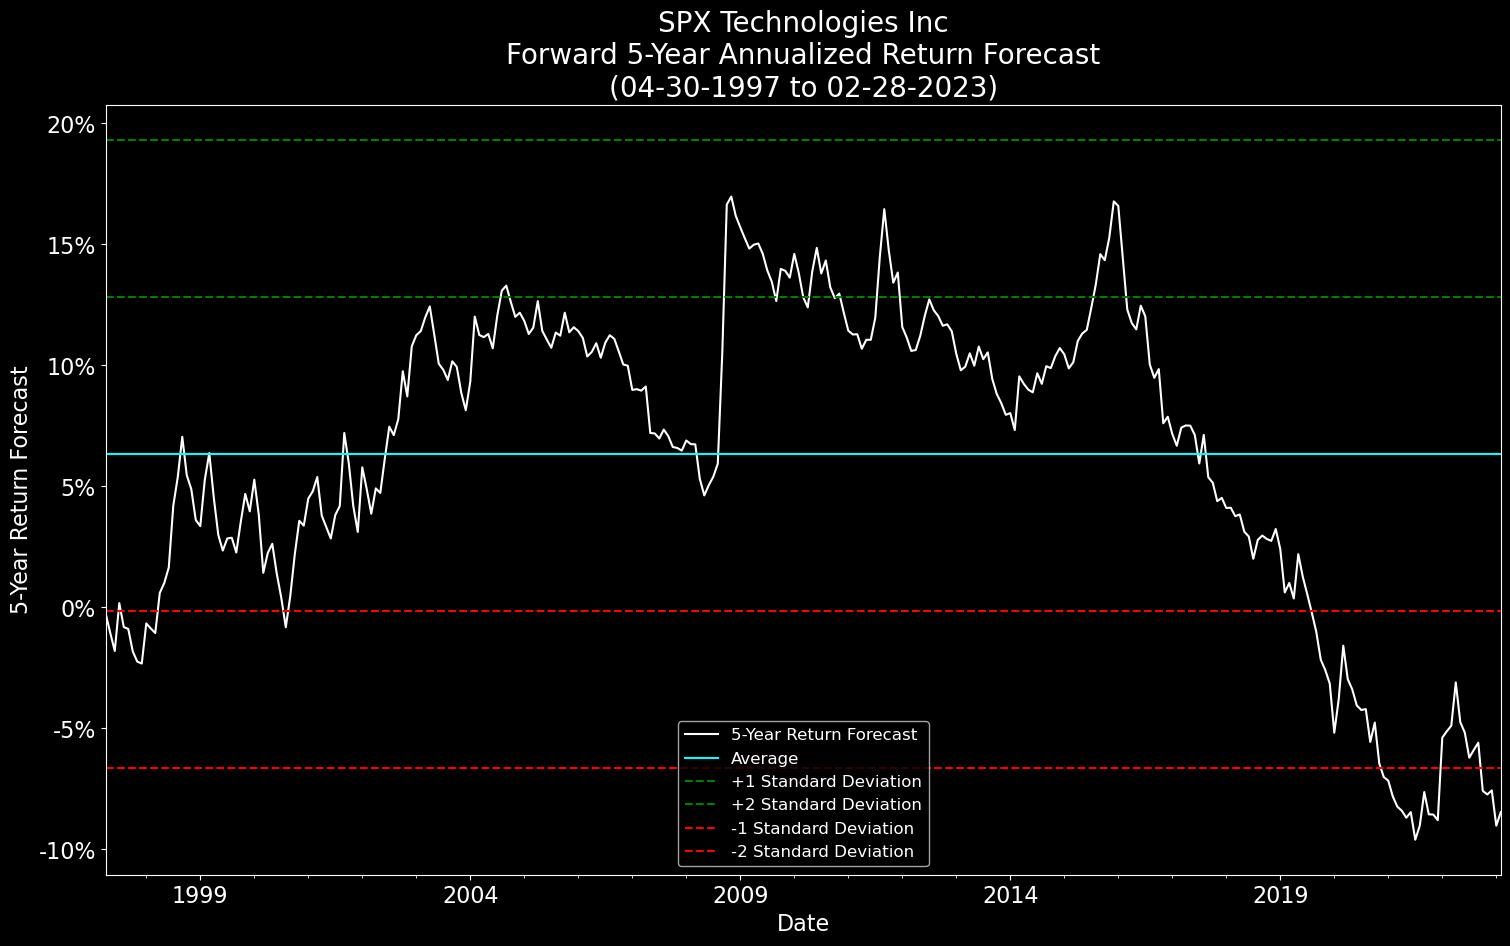 SPX Technologies Inc
Forward 5-Year Annualized Return Forecast
(04-30-1997 to 02-28-2023)
5-Year Return Forecast
20%
15%
10%
5%
0%
-5%
-10%
5-Year Return Forecast
Average
+1 Standard Deviation
+2 Standard Deviation
-1 Standard Deviation
-2 Standard Deviation
1999 2004 2009 2014 2019
Date